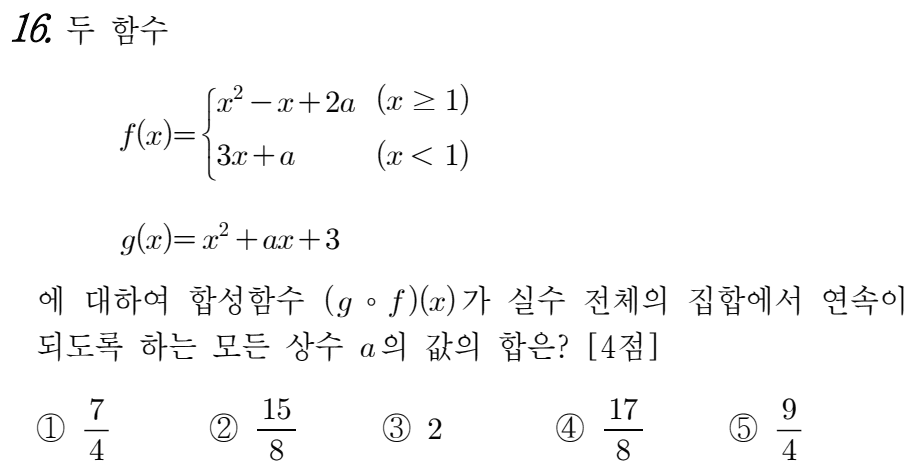 16. 두 함수
f(x)= { x² − x + 2a (x ≥ 1)
3x + a (x < 1)
g(x)= x² + ax + 3
에 대하여 합성함수 (g ∘ f)(x)가 실수 전체의 집합에서 연속이
되도록 하는 모든 상수 a의 값의 합은? [4점]
① 7/4 ② 15/8 ③ 2 ④ 17/8 ⑤ 9/4